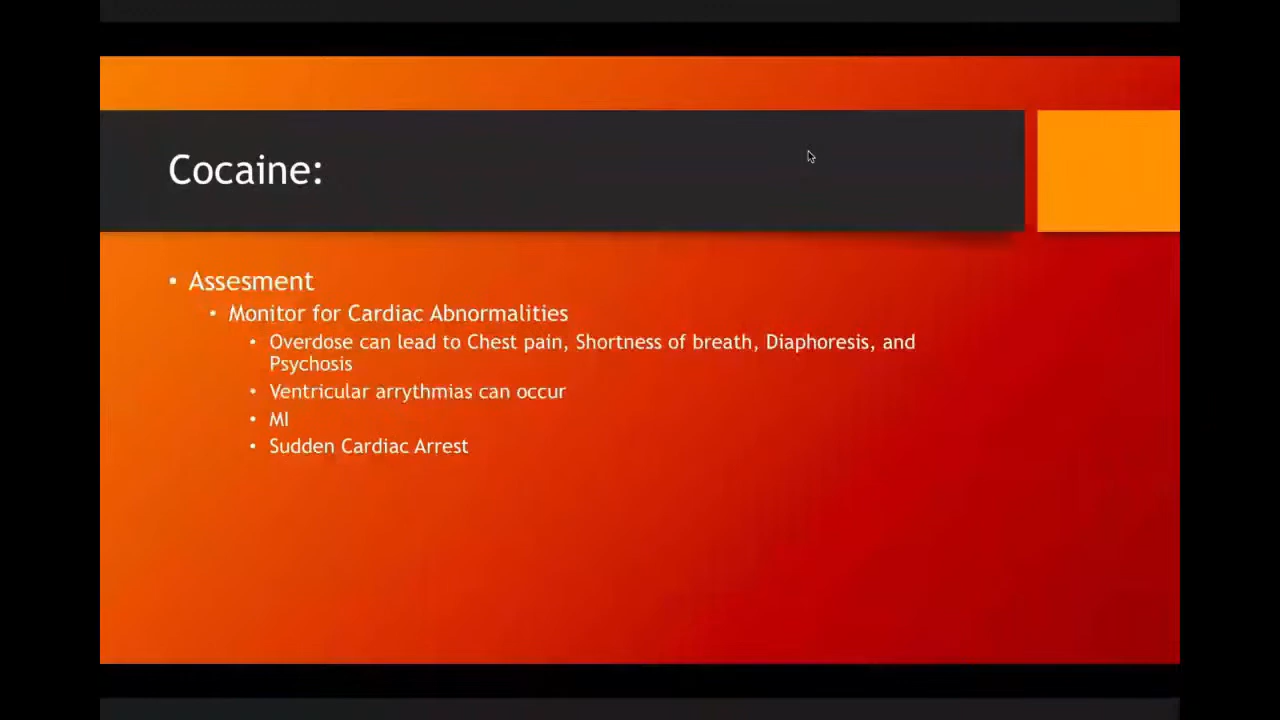 Cocaine:
• Assesment
• Monitor for Cardiac Abnormalities
• Overdose can lead to Chest pain, Shortness of breath, Diaphoresis, and
Psychosis
• Ventricular arrythmias can occur
• MI
• Sudden Cardiac Arrest